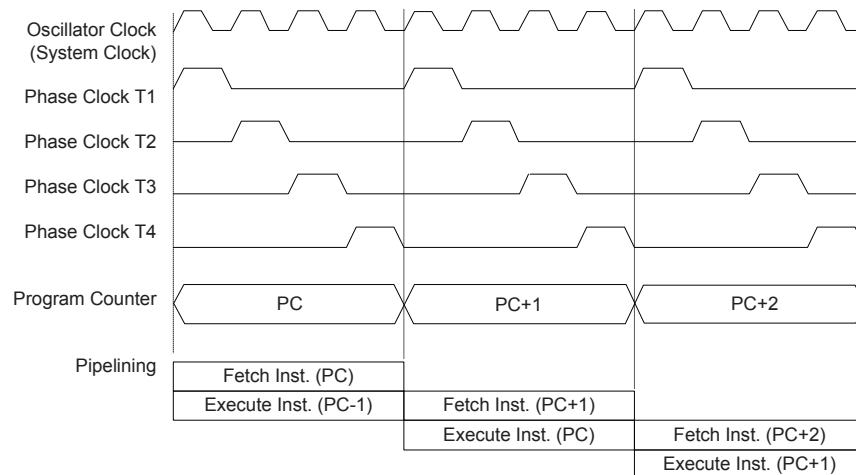 Oscillator Clock
(System Clock)
Phase Clock T1
Phase Clock T2
Phase Clock T3
Phase Clock T4
Program Counter
PC
PC+1
PC+2
Pipelining
Fetch Inst. (PC)
Execute Inst. (PC-1)
Fetch Inst. (PC+1)
Execute Inst. (PC)
Fetch Inst. (PC+2)
Execute Inst. (PC+1)